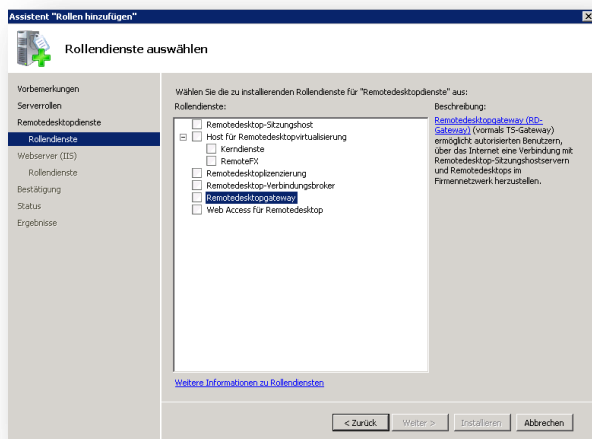 Assistent "Rollen hinzufügen"
Rollendienste auswählen
Vorbemerkungen
Serverrollen
Remotedesktopdienste
Rollendienste
Webserver (IIS)
Rollendienste
Bestätigung
Status
Ergebnisse
Wählen Sie die zu installierenden Rollendienste für "Remotedesktopdienste" aus:
Rollendienste:
Remotedesktop-Sitzungshost
Host für Remotedesktopvirtualisierung
Kerndienste
RemoteFX
Remotedesktoplizenzierung
Remotedesktop-Verbindungsbroker
Remotedesktopgateway
Web Access für Remotedesktop
Beschreibung:
Remotedesktopgateway (RD-
Gateway) (vormals TS-Gateway)
ermöglicht autorisierten Benutzern,
über das Internet eine Verbindung mit
Remotedesktop-Sitzungshostservern
und Remotedesktops im
Firmennetzwerk herzustellen.
Weitere Informationen zu Rollendiensten
< Zurück
Weiter >
Installieren
Abbrechen